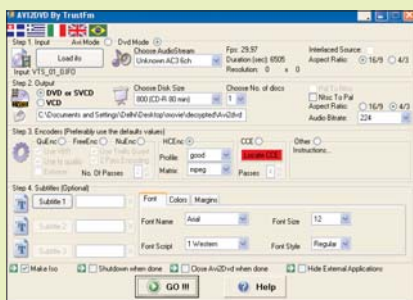 AVI2DVD By TrustFm
Step 1. Input Avi Mode Dvd Mode
Load ifo
Choose AudioStream
Unknown AC3 6ch
Fps: 29,97
Duration (sec) 6505
Resolution: 0 x 0
Interlaced Source
Aspect Ratio: 16/9 4/3
Input: VTS_01_0.IFO
Step 2. Output
DVD or SVCD
VCD
Choose Disk Size
800 (CD-R 80 min)
Choose No. of discs
1
Pal To Ntsc
Ntsc To Pal
Aspect Ratio: 16/9 4/3
C:\Documents and Settings\Delhi\Desktop\movie\decrypted\Avi2dvd
Audio Bitrate: 224
Step 3. Encoders (Preferably use the defaults values)
QuEnc FreeEnc NuEnc HCEnc CCE Other
Profile: good
Locate CCE
Instructions...
Matrix: mpeg
No. Of Passes
Passes 1
Step 4. Subtitles (Optional)
Subtitle 1
Subtitle 2
Subtitle 3
Font Colors Margins
Font Name Arial Font Size 12
Font Script 1 Western Font Style Regular
Make Iso Shutdown when done Close Avi2Dvd when done Hide External Applications
GO !!! Help